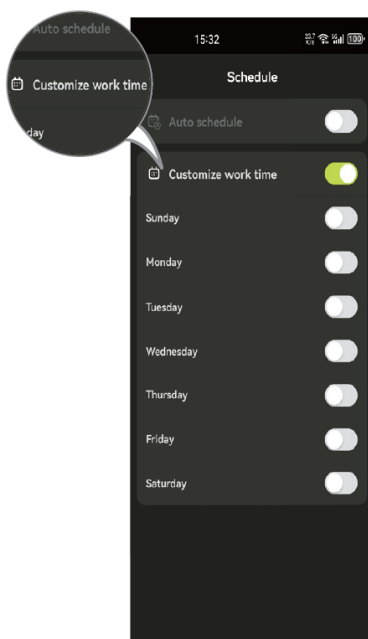 Auto schedule
Customize work time
day
15:32
100
Schedule
Auto schedule
Customize work time
Sunday
Monday
Tuesday
Wednesday
Thursday
Friday
Saturday